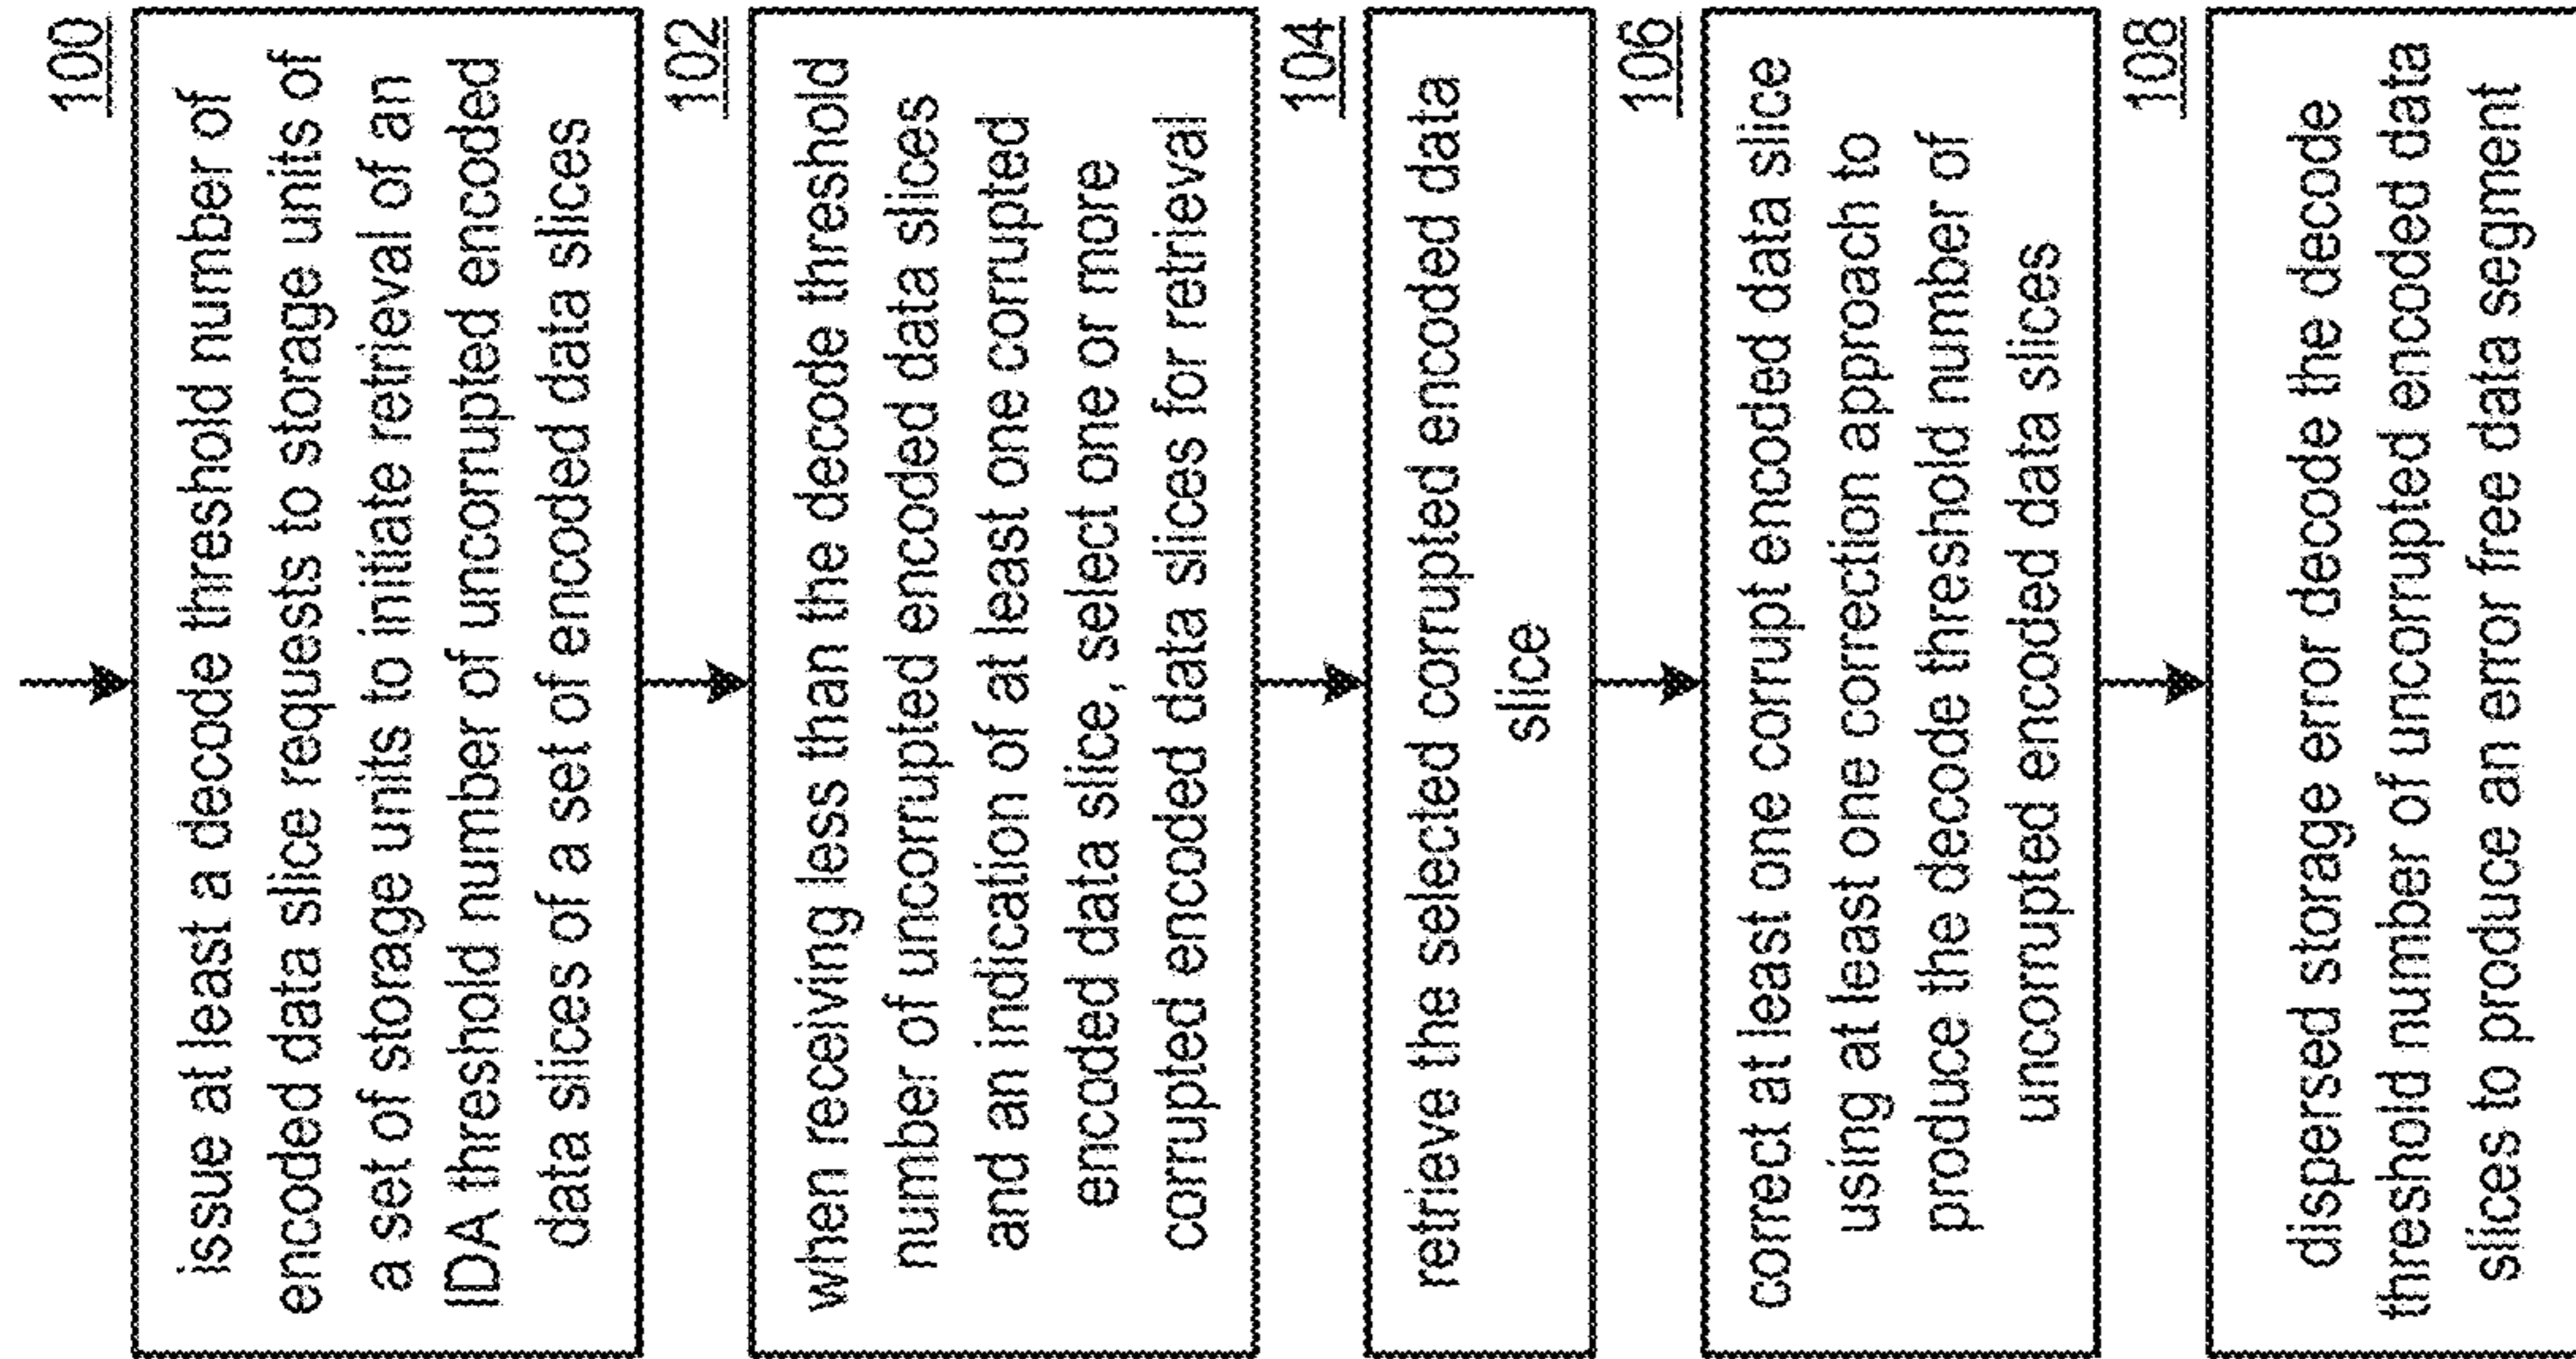 100
issue at least a decode threshold number of
encoded data slice requests to storage units of
a set of storage units to initiate retrieval of an
IDA threshold number of uncorrupted encoded
data slices of a set of encoded data slices
102
when receiving less than the decode threshold
number of uncorrupted encoded data slices
and an indication of at least one corrupted
encoded data slice, select one or more
corrupted encoded data slices for retrieval
104
retrieve the selected corrupted encoded data
slice
106
correct at least one corrupt encoded data slice
using at least one correction approach to
produce the decode threshold number of
uncorrupted encoded data slices
108
dispersed storage error decode the decode
threshold number of uncorrupted encoded data
slices to produce an error free data segment